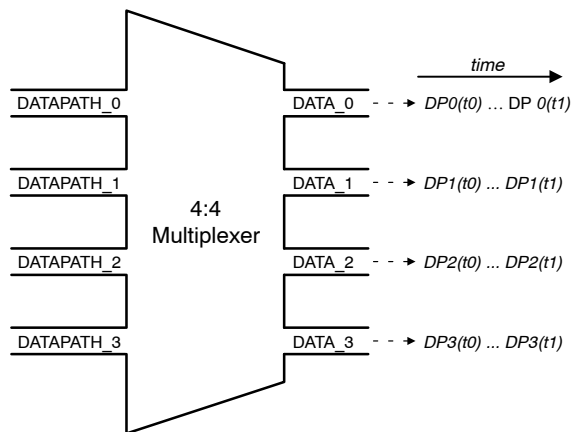 time
DATAPATH_0 DATA_0 DP0(t0) ... DP 0(t1)
DATAPATH_1 DATA_1 DP1(t0) ... DP1(t1)
4:4
Multiplexer
DATAPATH_2 DATA_2 DP2(t0) ... DP2(t1)
DATAPATH_3 DATA_3 DP3(t0) ... DP3(t1)